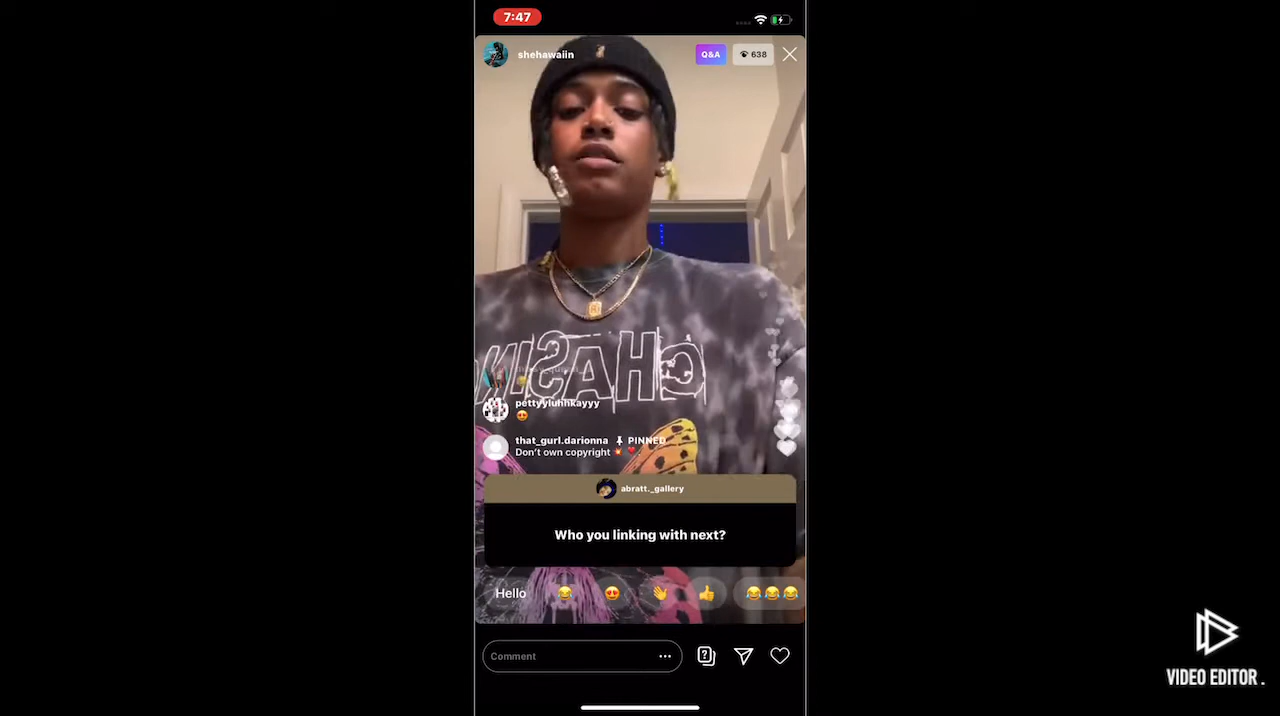 7:47
shehawaiin
Q&A
638
CHASIN
pettyyluhhkayyy
😍
that_gurl.darionna PINNED
Don't own copyright 💥 ❤️
abratt._gallery
Who you linking with next?
Hello 😂 😍 👋 👍 😂😂😂
Comment
VIDEO EDITOR .